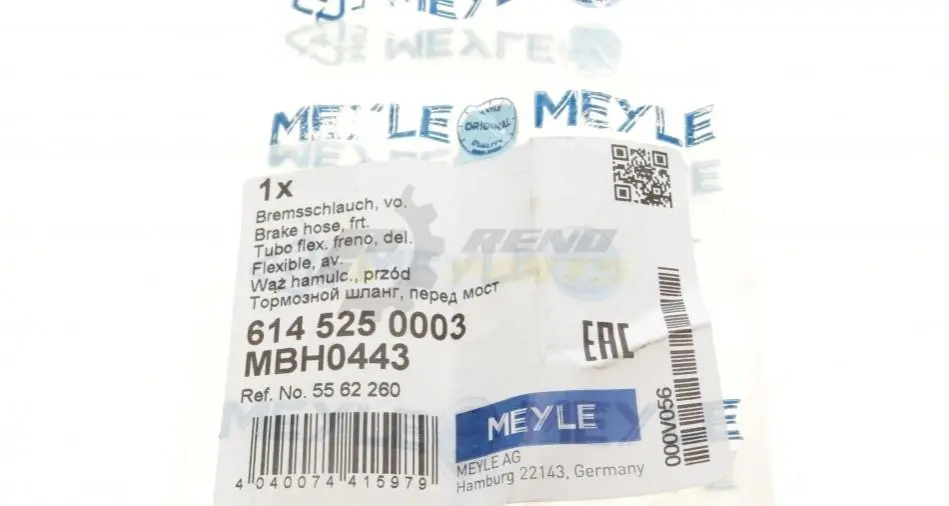 MEYLE
MEYLE ORIGINAL QUALITY MEYLE
1x
Bremsschlauch, vo.
Brake hose, frt.
Tubo flex. freno, del.
Flexible, av.
Wąż hamulc., przód
Тормозной шланг, перед мост
RENO
PARTS
614 525 0003
MBH0443
Ref. No. 55 62 260
EAC
000V056
MEYLE
MEYLE AG
Hamburg 22143, Germany
4 040074 415979